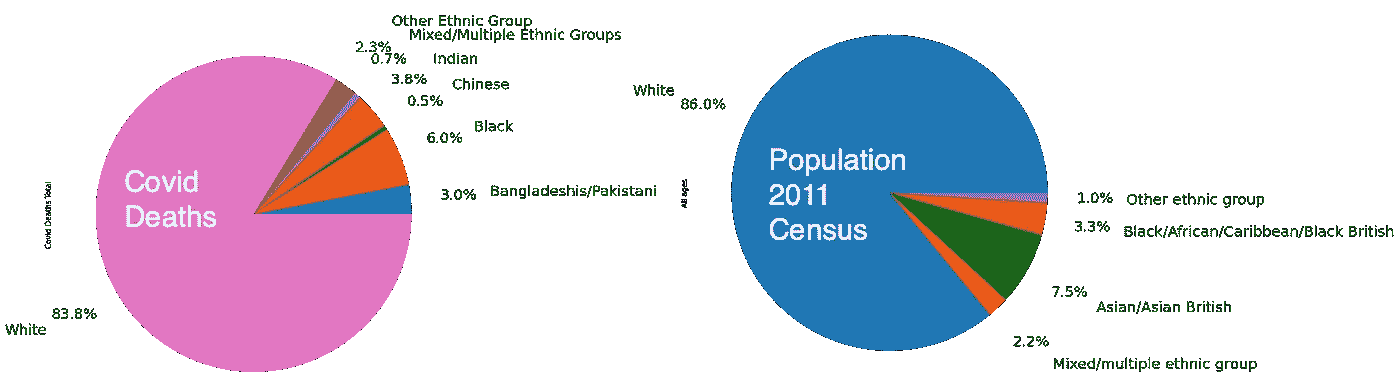 Other Ethnic Group
Mixed/Multiple Ethnic Groups
2.3%
0.7%
Indian
3.8%
Chinese
0.5%
Black
6.0%
3.0%
Bangladeshis/Pakistani
Covid
Deaths
Covid Deaths Total
83.8%
White
White
86.0%
Population
2011
Census
All ages
1.0%
Other ethnic group
3.3%
Black/African/Caribbean/Black British
7.5%
Asian/Asian British
2.2%
Mixed/multiple ethnic group